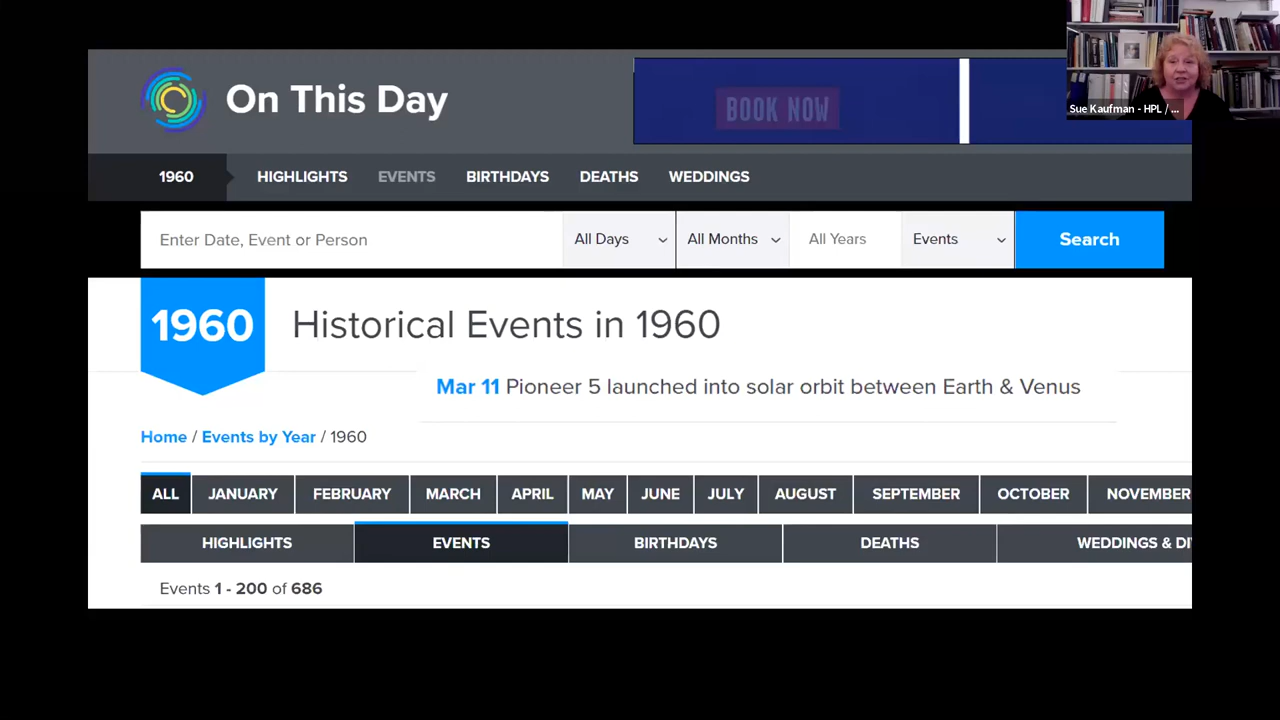 On This Day
BOOK NOW
Sue Kaufman - HPL / ...
1960 HIGHLIGHTS EVENTS BIRTHDAYS DEATHS WEDDINGS
Enter Date, Event or Person All Days All Months All Years Events Search
1960 Historical Events in 1960
Mar 11 Pioneer 5 launched into solar orbit between Earth & Venus
Home / Events by Year / 1960
ALL JANUARY FEBRUARY MARCH APRIL MAY JUNE JULY AUGUST SEPTEMBER OCTOBER NOVEMBER
HIGHLIGHTS EVENTS BIRTHDAYS DEATHS WEDDINGS & DI
Events 1 - 200 of 686